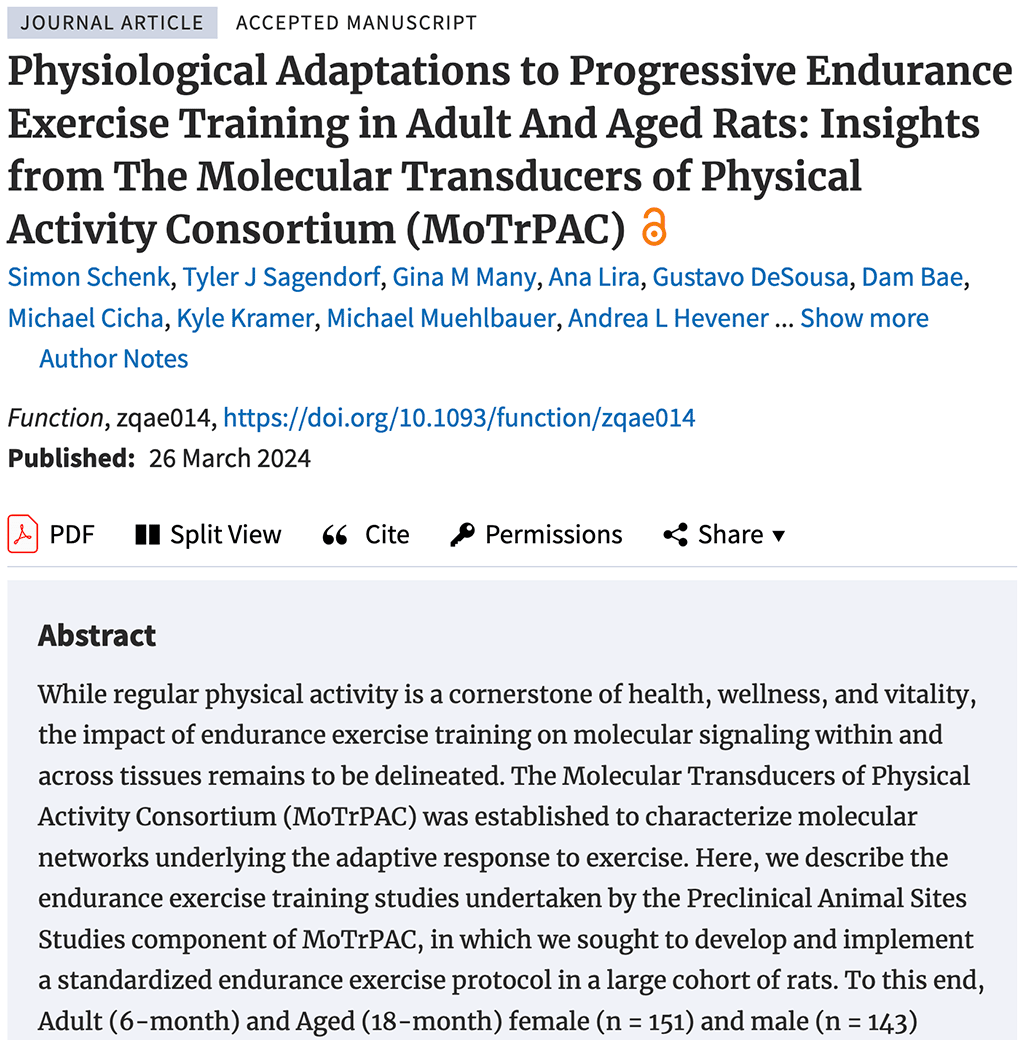 JOURNAL ARTICLE ACCEPTED MANUSCRIPT
Physiological Adaptations to Progressive Endurance
Exercise Training in Adult And Aged Rats: Insights
from The Molecular Transducers of Physical
Activity Consortium (MoTrPAC)
Simon Schenk, Tyler J Sagendorf, Gina M Many, Ana Lira, Gustavo DeSousa, Dam Bae,
Michael Cicha, Kyle Kramer, Michael Muehlbauer, Andrea L Hevener ... Show more
Author Notes
Function, zqae014, https://doi.org/10.1093/function/zqae014
Published: 26 March 2024
PDF Split View Cite Permissions Share
Abstract
While regular physical activity is a cornerstone of health, wellness, and vitality,
the impact of endurance exercise training on molecular signaling within and
across tissues remains to be delineated. The Molecular Transducers of Physical
Activity Consortium (MoTrPAC) was established to characterize molecular
networks underlying the adaptive response to exercise. Here, we describe the
endurance exercise training studies undertaken by the Preclinical Animal Sites
Studies component of MoTrPAC, in which we sought to develop and implement
a standardized endurance exercise protocol in a large cohort of rats. To this end,
Adult (6-month) and Aged (18-month) female (n = 151) and male (n = 143)